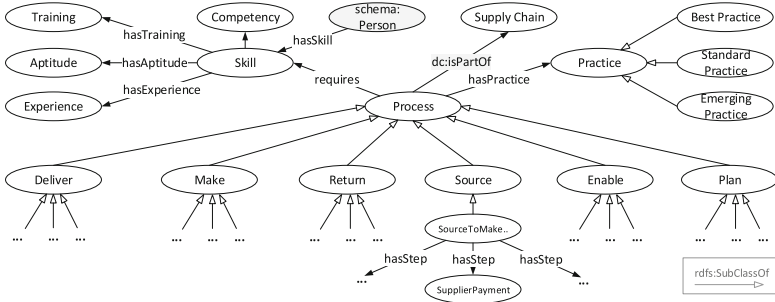 Training
Competency
schema:
Person
Supply Chain
Best Practice
hasTraining
hasSkill
Aptitude
hasAptitude
Skill
dc:isPartOf
Practice
Standard
Practice
hasExperience
requires
hasPractice
Experience
Process
Emerging
Practice
Deliver
Make
Return
Source
Enable
Plan
... ... ...
... ... ...
... ... ...
SourceToMake..
... ... ...
... ... ...
hasStep
hasStep
hasStep
...
SupplierPayment
...
rdfs:SubClassOf